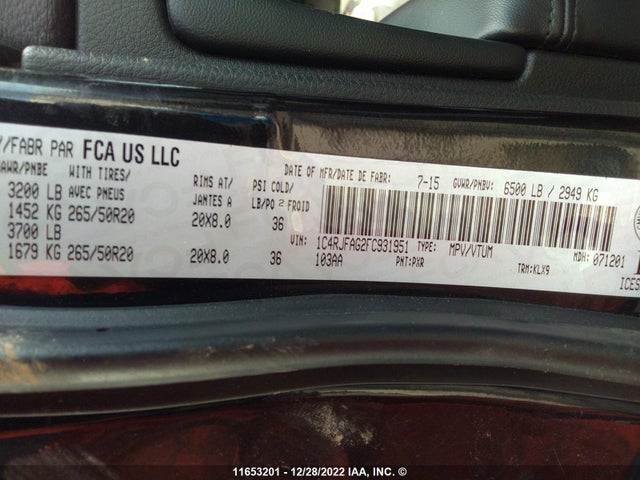 /FABR PAR FCA US LLC
DATE OF MFR/DATE DE FABR: 7-15 GVWR/PNBV: 6500 LB / 2949 KG
AWR/PNBE WITH TIRES/ RIMS AT/ PSI COLD/
3200 LB AVEC PNEUS JANTES A LB/PO 2 FROID
1452 KG 265/50R20 20X8.0 36
3700 LB
1679 KG 265/50R20 20X8.0 36
VIN: 1C4RJFAG2FC931951 TYPE: MPV/VTUM MDH: 071201
103AA PNT:PXR TRM:KLX9
ICES
11653201 - 12/28/2022 IAA, INC. ©